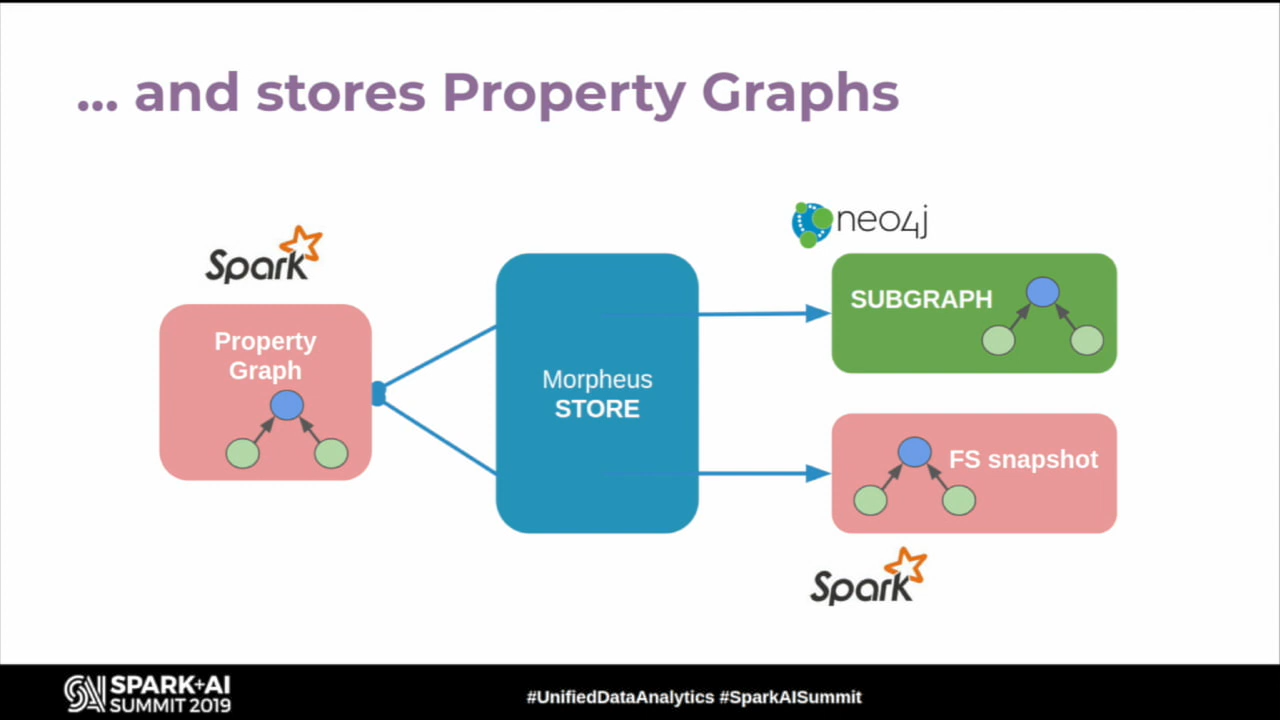 ... and stores Property Graphs
Spark
Property
Graph
Morpheus
STORE
neo4j
SUBGRAPH
FS snapshot
Spark
SPARK+AI
SUMMIT 2019
#UnifiedDataAnalytics #SparkAISummit